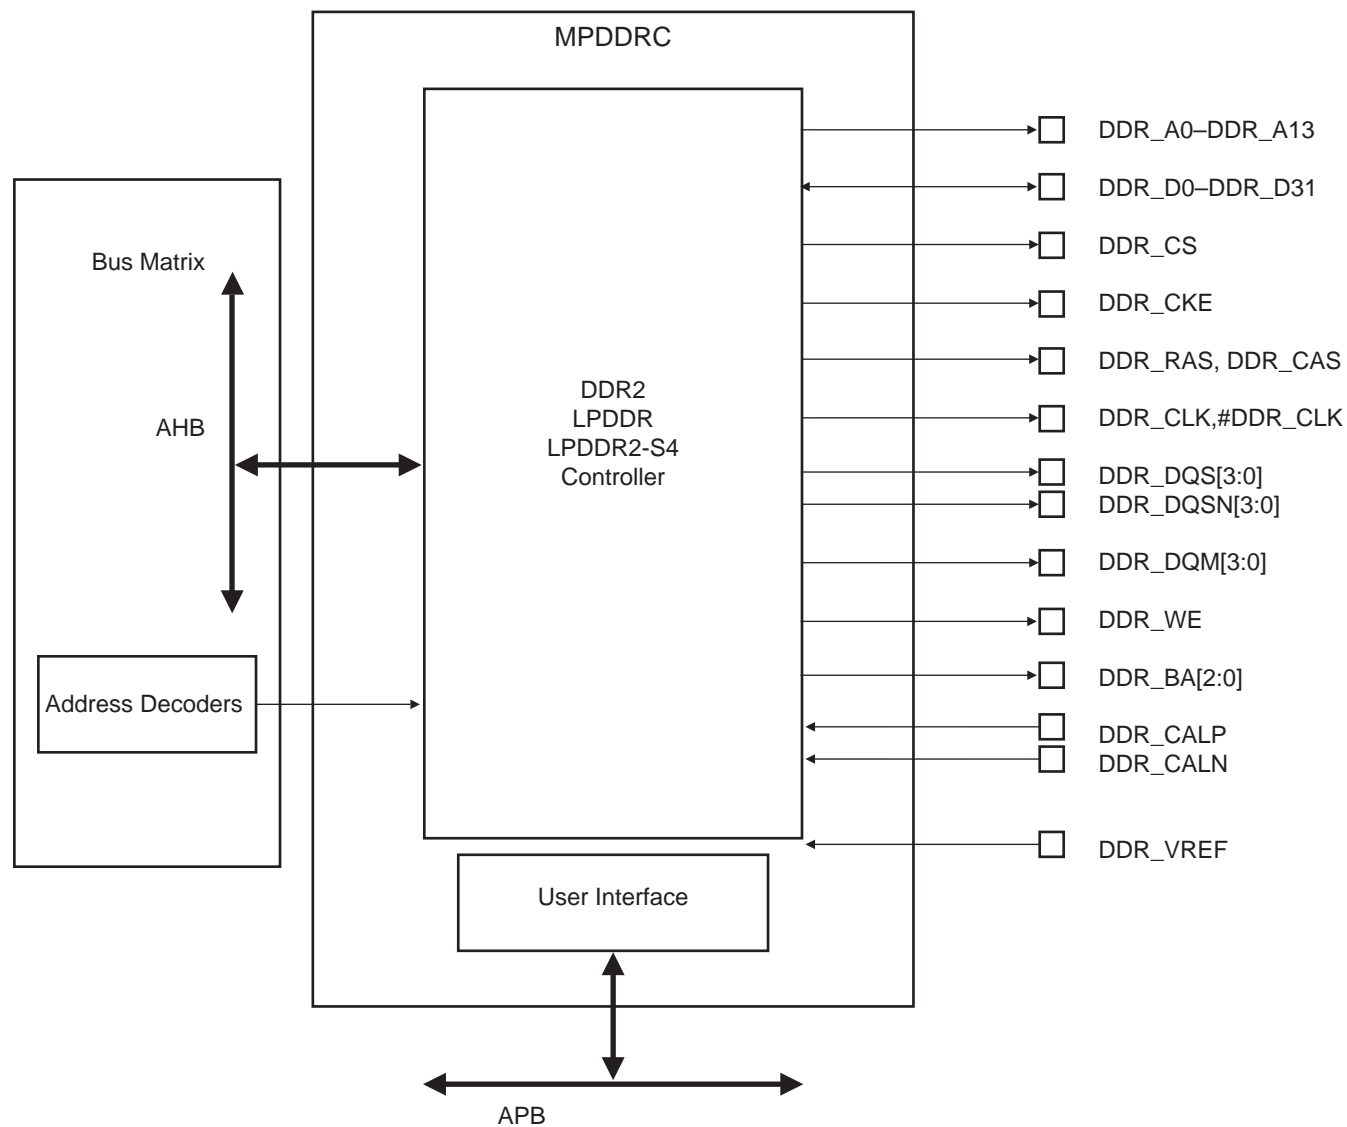 MPDDRC
Bus Matrix
AHB
Address Decoders
DDR2
LPDDR
LPDDR2-S4
Controller
User Interface
APB
DDR_A0–DDR_A13
DDR_D0–DDR_D31
DDR_CS
DDR_CKE
DDR_RAS, DDR_CAS
DDR_CLK,#DDR_CLK
DDR_DQS[3:0]
DDR_DQSN[3:0]
DDR_DQM[3:0]
DDR_WE
DDR_BA[2:0]
DDR_CALP
DDR_CALN
DDR_VREF